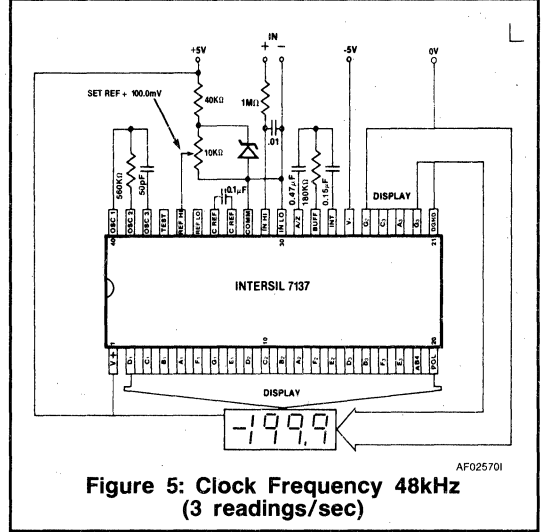 IN
+5V
+ −
-5V
0V
SET REF + 100.0mV
40KΩ
1MΩ
.01
10KΩ
560KΩ
50pF
0.1µF
0.47µF
180KΩ
0.15µF
DISPLAY
OSC 1
OSC 2
OSC 3
TEST
REF HI
REF LO
C REF
C REF
COMM
IN HI
IN LO
A/Z
BUFF
INT
V-
G2
C3
A3
G3
DGND
40
30
21
INTERSIL 7137
1
10
20
V+
D1
C1
B1
A1
F1
G1
E1
D2
C2
B2
A2
F2
E2
D3
B3
F3
E3
AB4
POL
DISPLAY
-199.9
AF02570I
Figure 5: Clock Frequency 48kHz
(3 readings/sec)